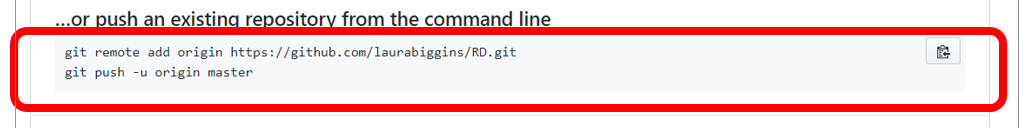 ...or push an existing repository from the command line
git remote add origin https://github.com/laurabiggins/RD.git
git push -u origin master